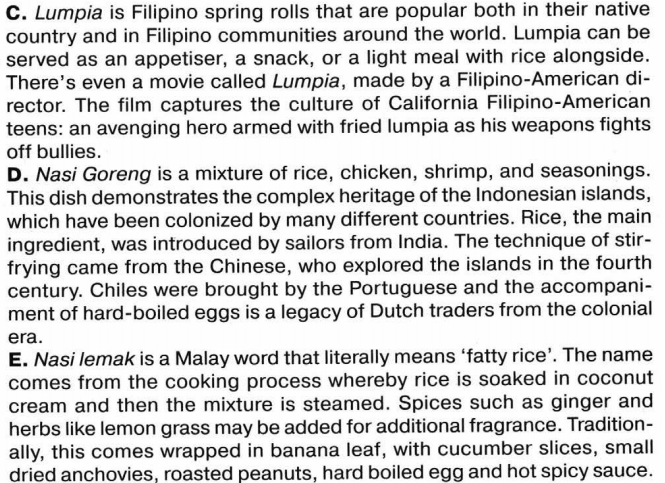 C. Lumpia is Filipino spring rolls that are popular both in their native
country and in Filipino communities around the world. Lumpia can be
served as an appetiser, a snack, or a light meal with rice alongside.
There's even a movie called Lumpia, made by a Filipino-American di-
rector. The film captures the culture of California Filipino-American
teens: an avenging hero armed with fried lumpia as his weapons fights
off bullies.
D. Nasi Goreng is a mixture of rice, chicken, shrimp, and seasonings.
This dish demonstrates the complex heritage of the Indonesian islands,
which have been colonized by many different countries. Rice, the main
ingredient, was introduced by sailors from India. The technique of stir-
frying came from the Chinese, who explored the islands in the fourth
century. Chiles were brought by the Portuguese and the accompani-
ment of hard-boiled eggs is a legacy of Dutch traders from the colonial
era.
E. Nasi lemak is a Malay word that literally means 'fatty rice'. The name
comes from the cooking process whereby rice is soaked in coconut
cream and then the mixture is steamed. Spices such as ginger and
herbs like lemon grass may be added for additional fragrance. Tradition-
ally, this comes wrapped in banana leaf, with cucumber slices, small
dried anchovies, roasted peanuts, hard boiled egg and hot spicy sauce.